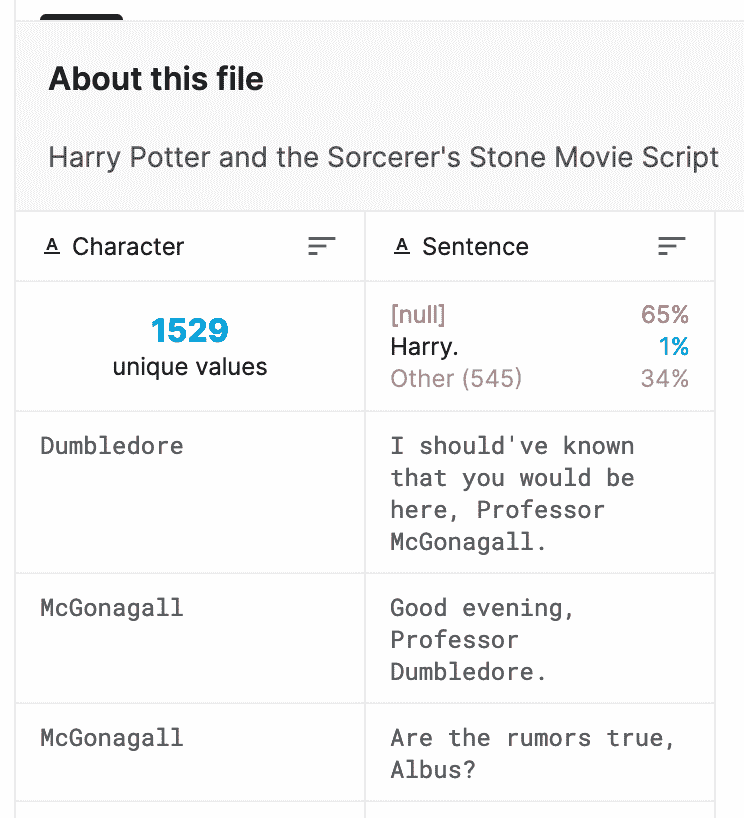 About this file
Harry Potter and the Sorcerer's Stone Movie Script
A Character
A Sentence
1529
unique values
[null] 65%
Harry. 1%
Other (545) 34%
Dumbledore
I should've known
that you would be
here, Professor
McGonagall.
McGonagall
Good evening,
Professor
Dumbledore.
McGonagall
Are the rumors true,
Albus?